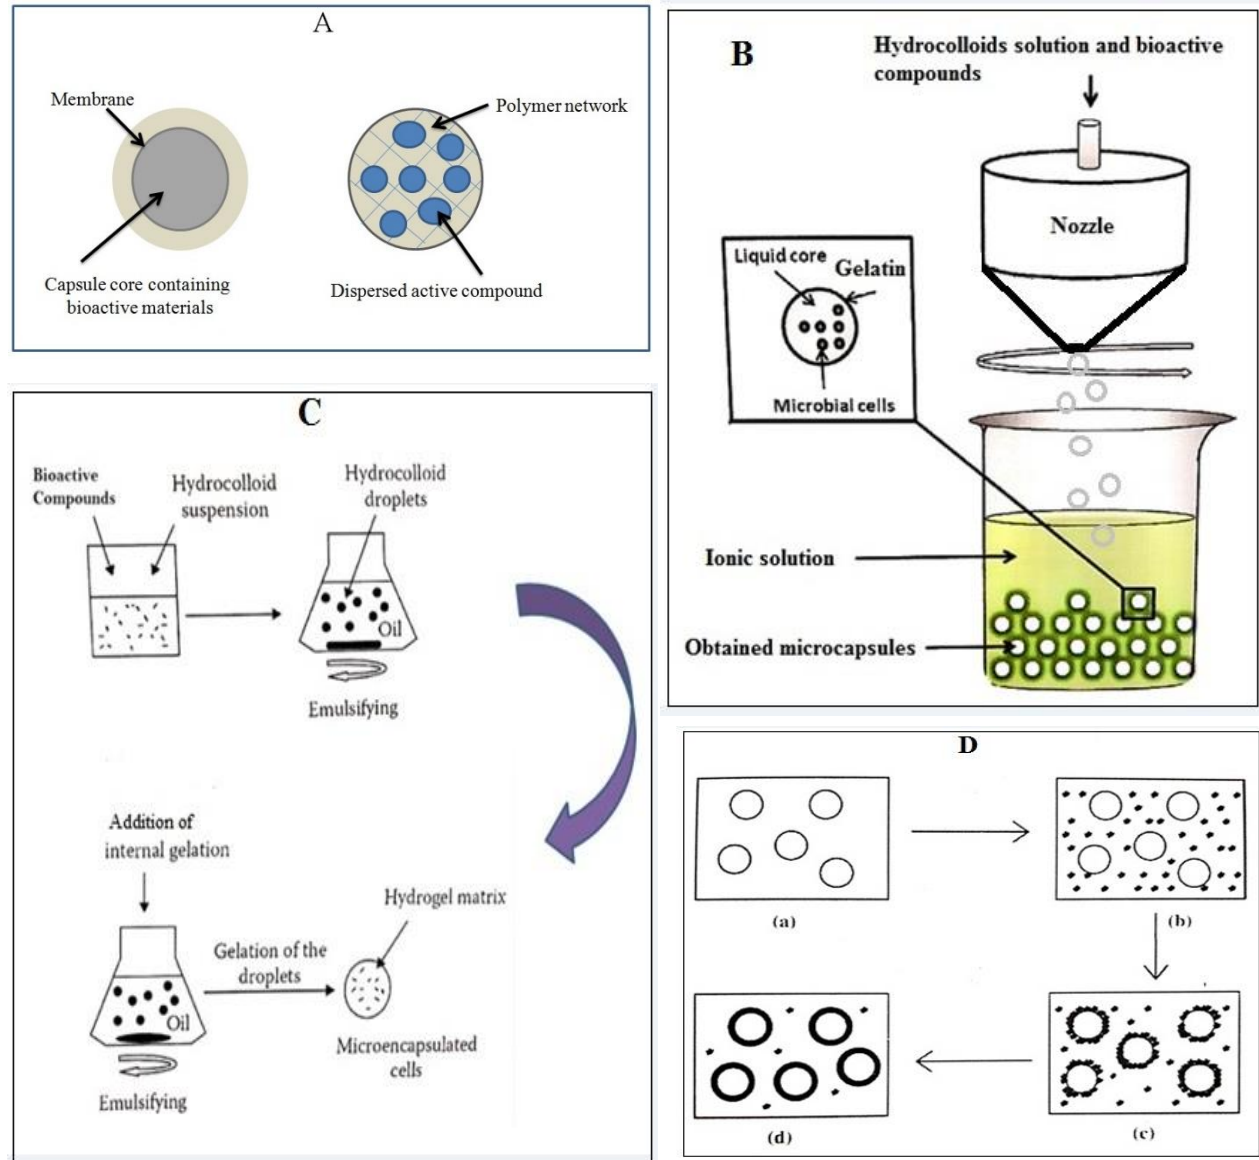 A
Membrane
Polymer network
Capsule core containing
bioactive materials
Dispersed active compound
B
Hydrocolloids solution and bioactive
compounds
Nozzle
Liquid core
Gelatin
Microbial cells
Ionic solution
Obtained microcapsules
C
Bioactive
Compounds
Hydrocolloid
suspension
Hydrocolloid
droplets
Oil
Emulsifying
Addition of
internal gelation
Hydrogel matrix
Gelation of the
droplets
Oil
Microencapsulated
cells
Emulsifying
D
(a)
(b)
(d)
(c)